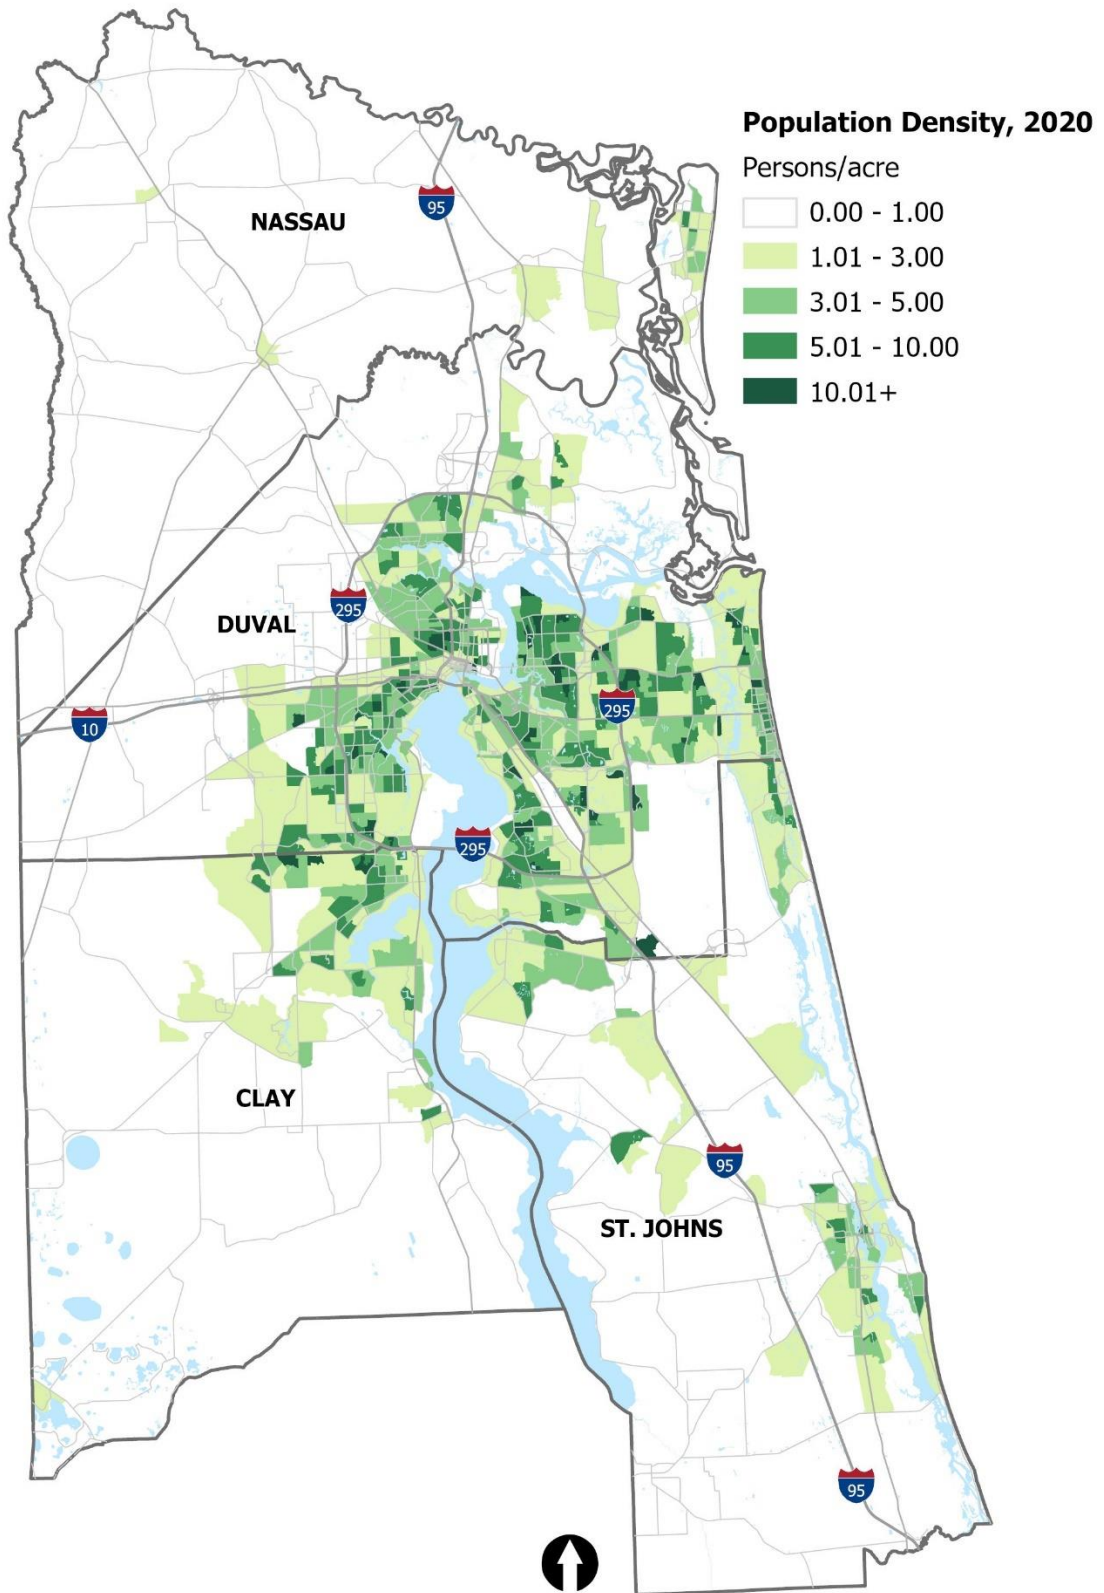 Population Density, 2020
Persons/acre
0.00 - 1.00
1.01 - 3.00
3.01 - 5.00
5.01 - 10.00
10.01+
95
NASSAU
295
DUVAL
295
10
295
CLAY
95
ST. JOHNS
95